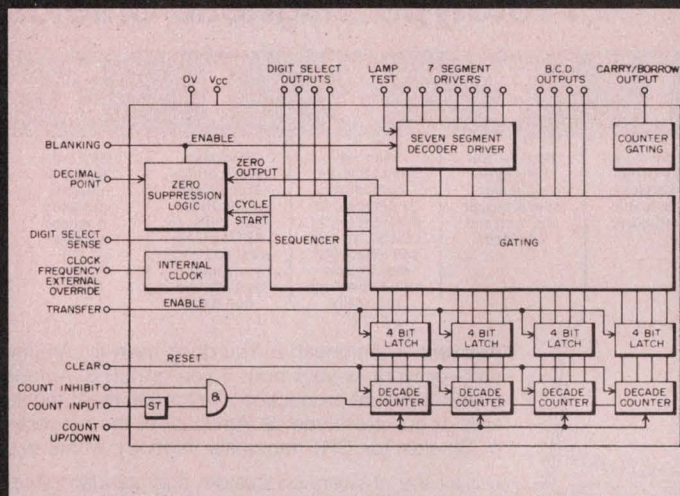 OV
VCC
DIGIT SELECT
OUTPUTS
LAMP
TEST
7 SEGMENT
DRIVERS
B.C.D
OUTPUTS
CARRY/BORROW
OUTPUT
BLANKING
ENABLE
SEVEN SEGMENT
DECODER DRIVER
COUNTER
GATING
DECIMAL
POINT
ZERO
SUPPRESSION
LOGIC
ZERO
OUTPUT
CYCLE
START
SEQUENCER
GATING
DIGIT SELECT
SENSE
CLOCK
FREQUENCY
EXTERNAL
OVERRIDE
INTERNAL
CLOCK
TRANSFER
ENABLE
4 BIT
LATCH
4 BIT
LATCH
4 BIT
LATCH
4 BIT
LATCH
CLEAR
RESET
COUNT INHIBIT
COUNT INPUT
ST
&
DECADE
COUNTER
DECADE
COUNTER
DECADE
COUNTER
DECADE
COUNTER
COUNT
UP/DOWN